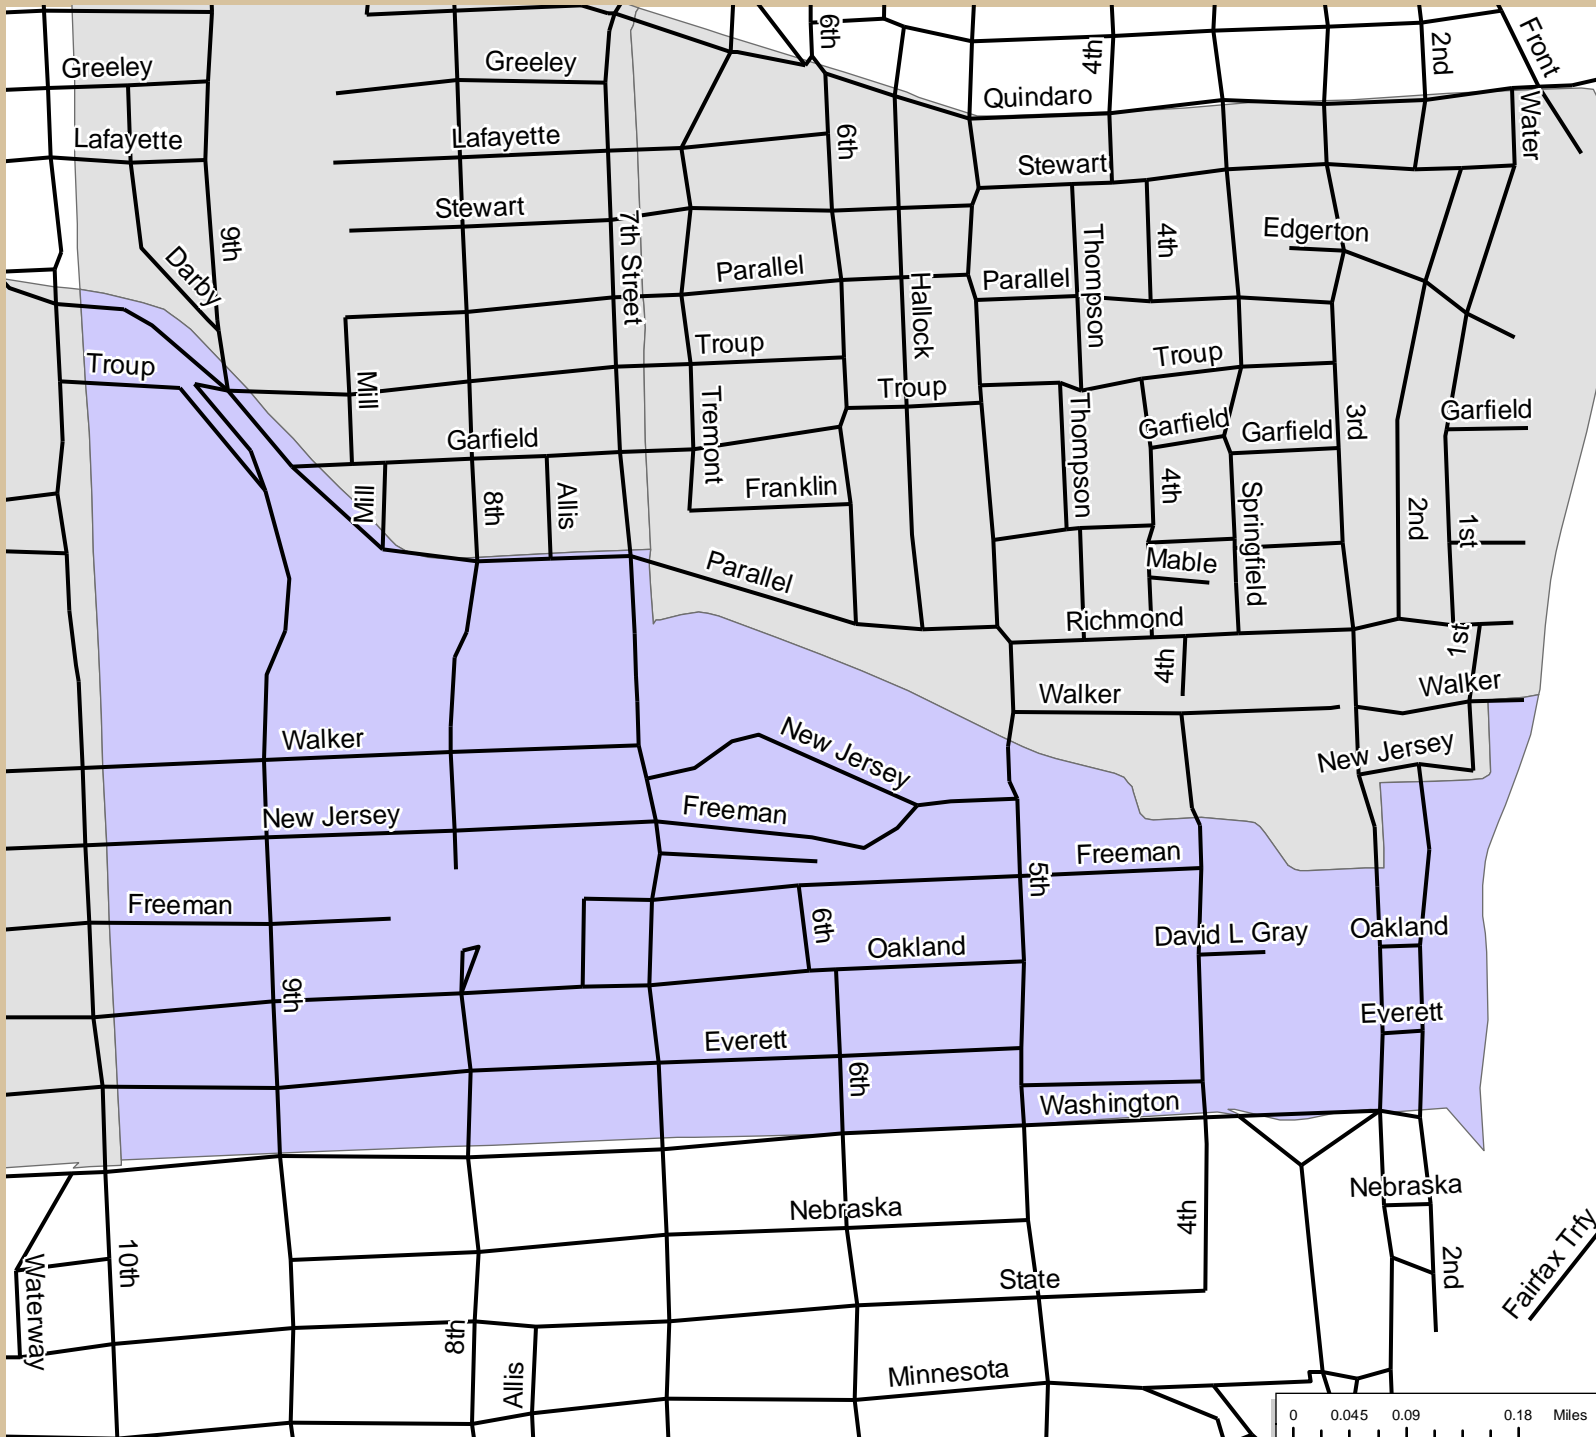 6th
4th
2nd
Front
Greeley
Greeley
Quindaro
Water
Lafayette
Lafayette
6th
Stewart
Stewart
9th
7th Street
Thompson
4th
Edgerton
Darby
Parallel
Hallock
Parallel
Troup
Troup
Troup
Mill
Tremont
Troup
Thompson
Garfield
Garfield
3rd
Garfield
Garfield
Mill
8th
Allis
Franklin
4th
Springfield
2nd
1st
Parallel
Mable
Richmond
1st
4th
Walker
Walker
Walker
New Jersey
New Jersey
New Jersey
Freeman
5th
Freeman
Freeman
6th
Oakland
David L Gray
Oakland
9th
Everett
Everett
6th
Washington
Nebraska
Nebraska
4th
10th
Waterway
State
2nd
Fairfax Trfy
8th
Allis
Minnesota
0 0.045 0.09 0.18 Miles